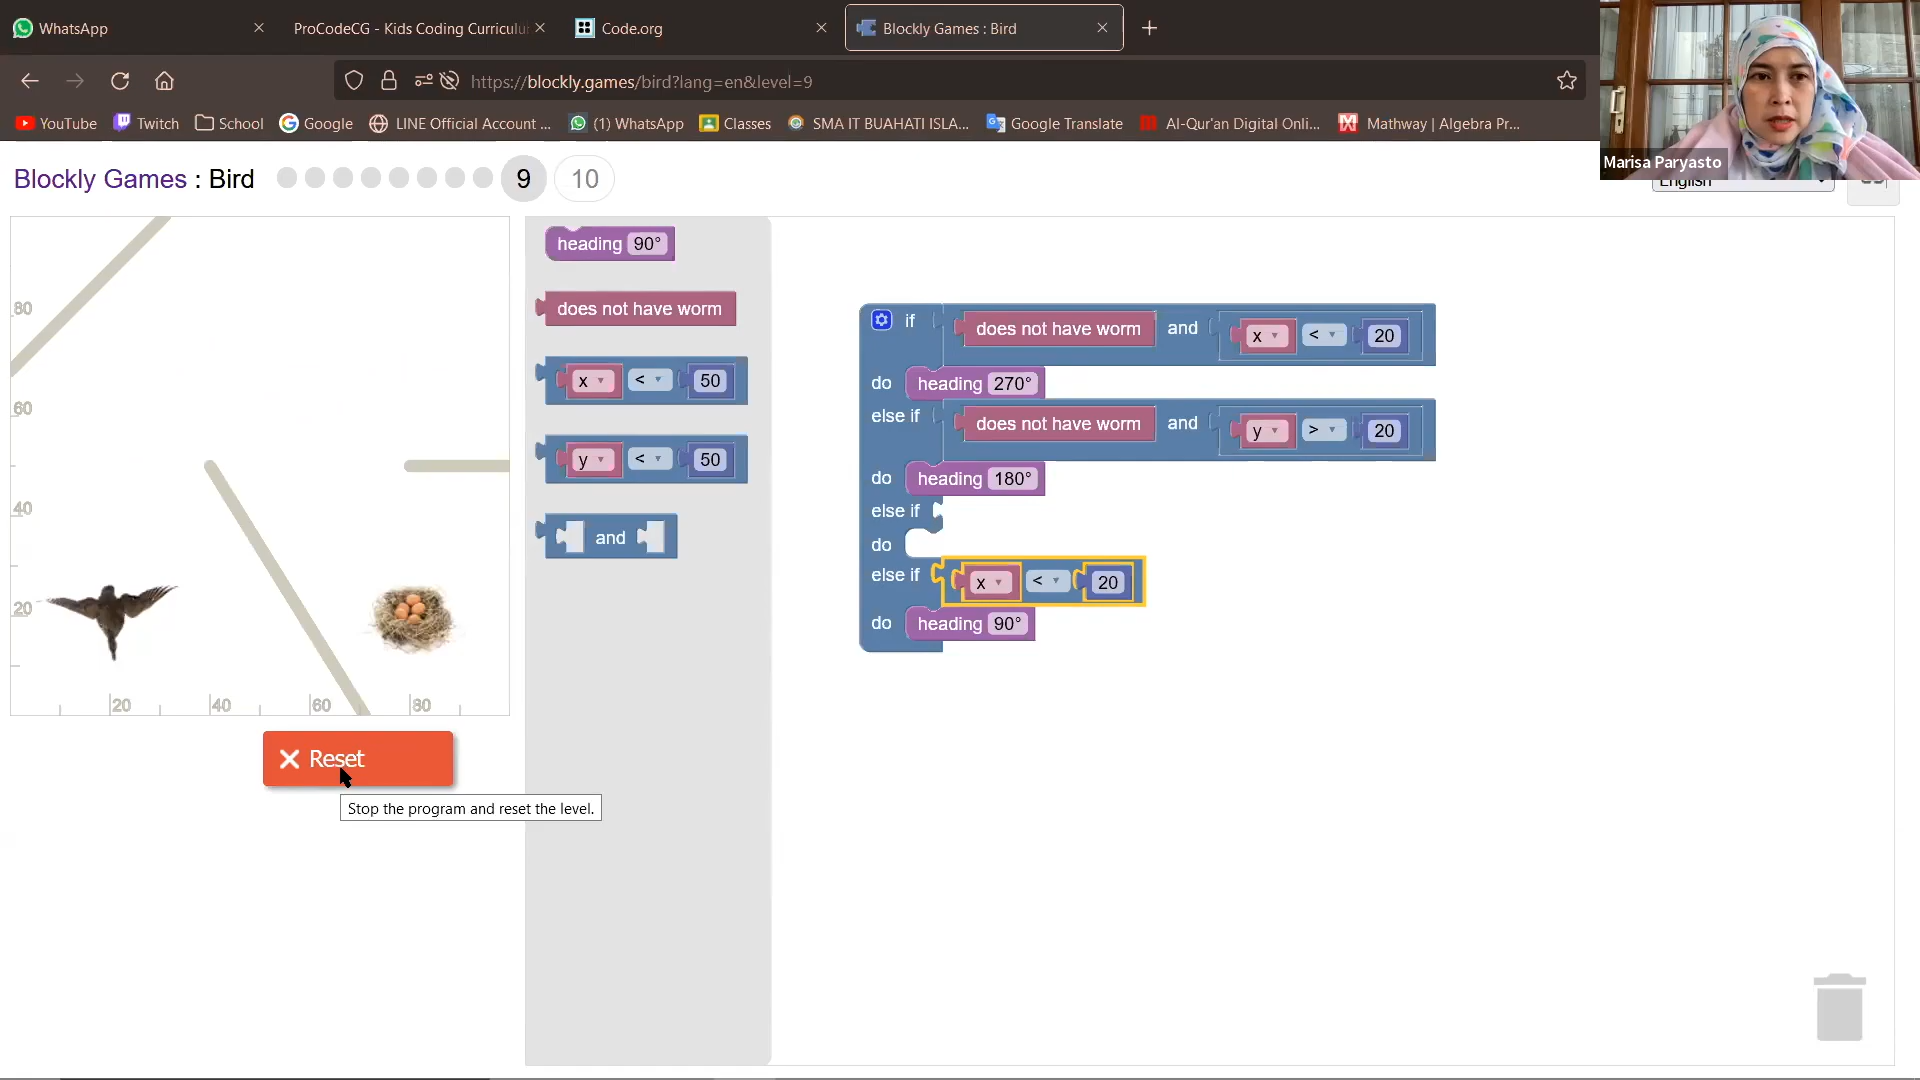 WhatsApp
ProCodeCG - Kids Coding Curriculu
Code.org
Blockly Games : Bird
https://blockly.games/bird?lang=en&level=9
YouTube
Twitch
School
Google
LINE Official Account ...
(1) WhatsApp
Classes
SMA IT BUAHATI ISLA...
Google Translate
Al-Qur'an Digital Onli...
Mathway | Algebra Pr...
Marisa Paryasto
Blockly Games : Bird
9
10
English
80
60
40
20
20
40
60
80
Reset
Stop the program and reset the level.
heading 90°
does not have worm
x < 50
y < 50
and
if does not have worm and x < 20
do heading 270°
else if does not have worm and y > 20
do heading 180°
else if
do
else if x < 20
do heading 90°